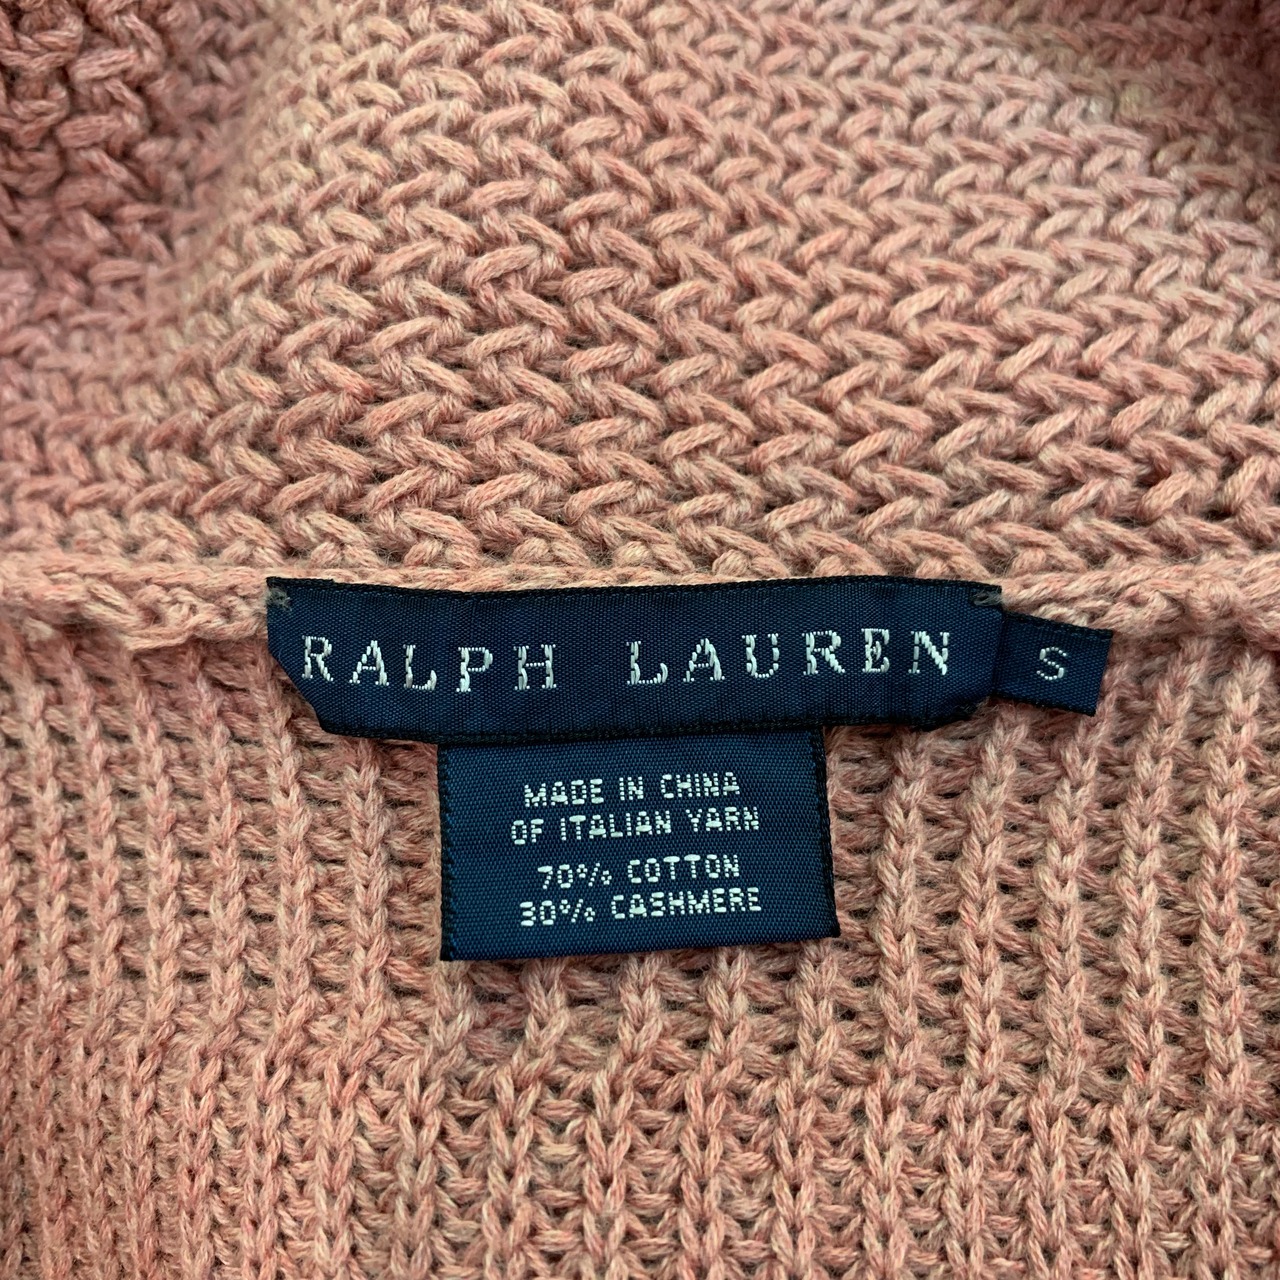 RALPH LAUREN
S
MADE IN CHINA
OF ITALIAN YARN
70% COTTON
30% CASHMERE